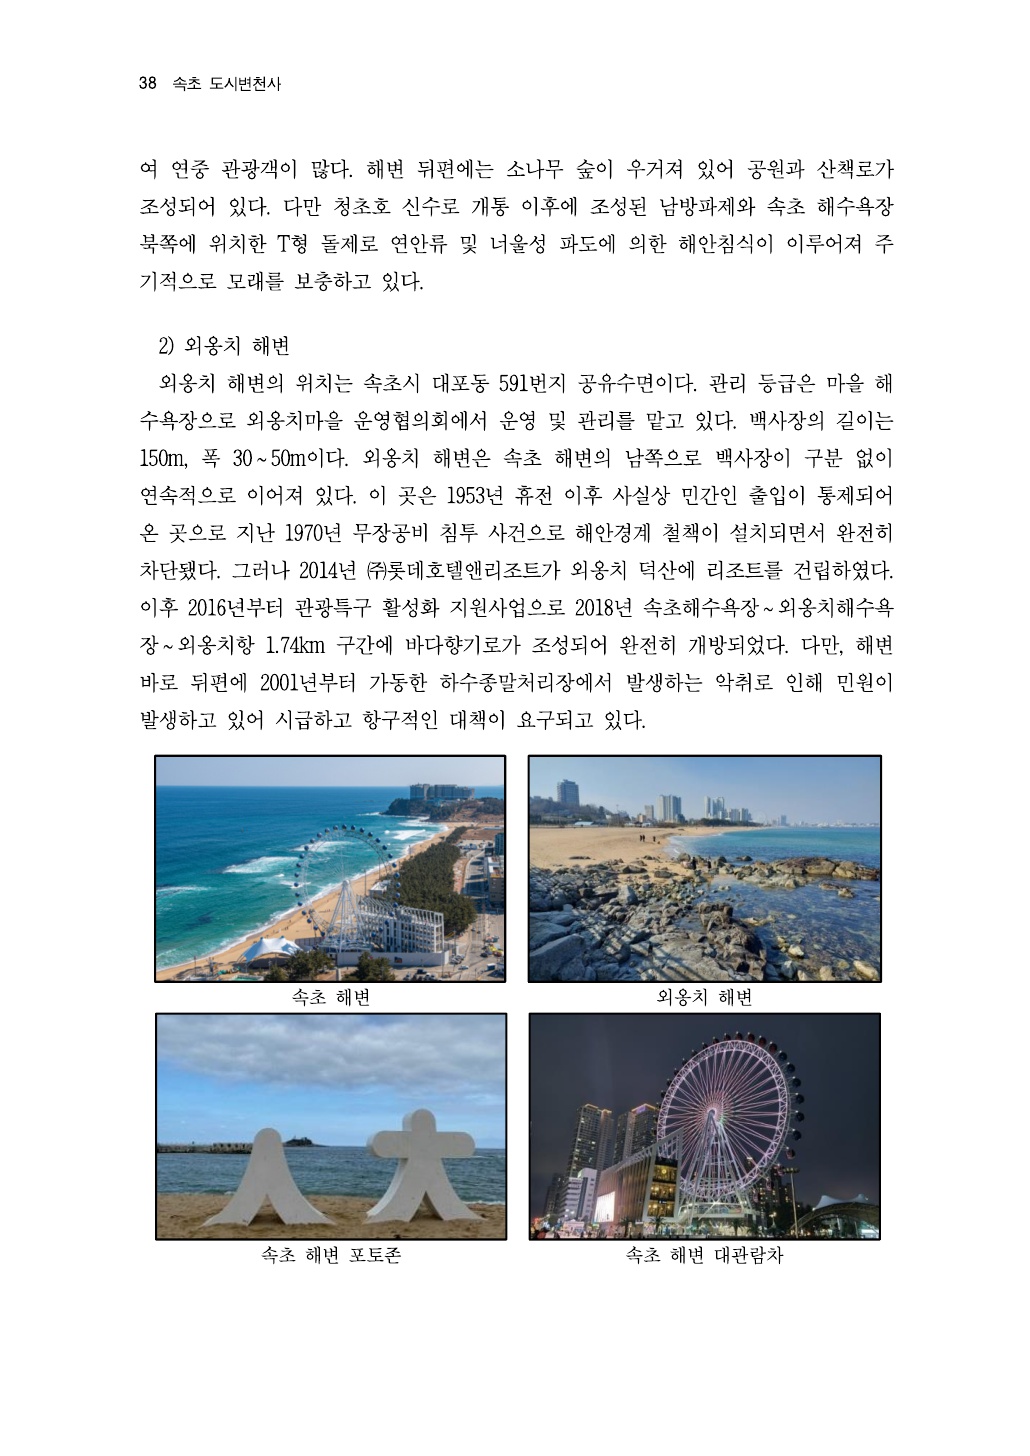 38 속초 도시변천사
여 연중 관광객이 많다. 해변 뒤편에는 소나무 숲이 우거져 있어 공원과 산책로가
조성되어 있다. 다만 청초호 신수로 개통 이후에 조성된 남방파제와 속초 해수욕장
북쪽에 위치한 T형 돌제로 연안류 및 너울성 파도에 의한 해안침식이 이루어져 주
기적으로 모래를 보충하고 있다.
2) 외옹치 해변
외옹치 해변의 위치는 속초시 대포동 591번지 공유수면이다. 관리 등급은 마을 해
수욕장으로 외옹치마을 운영협의회에서 운영 및 관리를 맡고 있다. 백사장의 길이는
150m, 폭 30~50m이다. 외옹치 해변은 속초 해변의 남쪽으로 백사장이 구분 없이
연속적으로 이어져 있다. 이 곳은 1953년 휴전 이후 사실상 민간인 출입이 통제되어
온 곳으로 지난 1970년 무장공비 침투 사건으로 해안경계 철책이 설치되면서 완전히
차단됐다. 그러나 2014년 ㈜롯데호텔앤리조트가 외옹치 덕산에 리조트를 건립하였다.
이후 2016년부터 관광특구 활성화 지원사업으로 2018년 속초해수욕장~외옹치해수욕
장~외옹치항 1.74km 구간에 바다향기로가 조성되어 완전히 개방되었다. 다만, 해변
바로 뒤편에 2001년부터 가동한 하수종말처리장에서 발생하는 악취로 인해 민원이
발생하고 있어 시급하고 항구적인 대책이 요구되고 있다.
속초 해변
외옹치 해변
속초 해변 포토존
속초 해변 대관람차